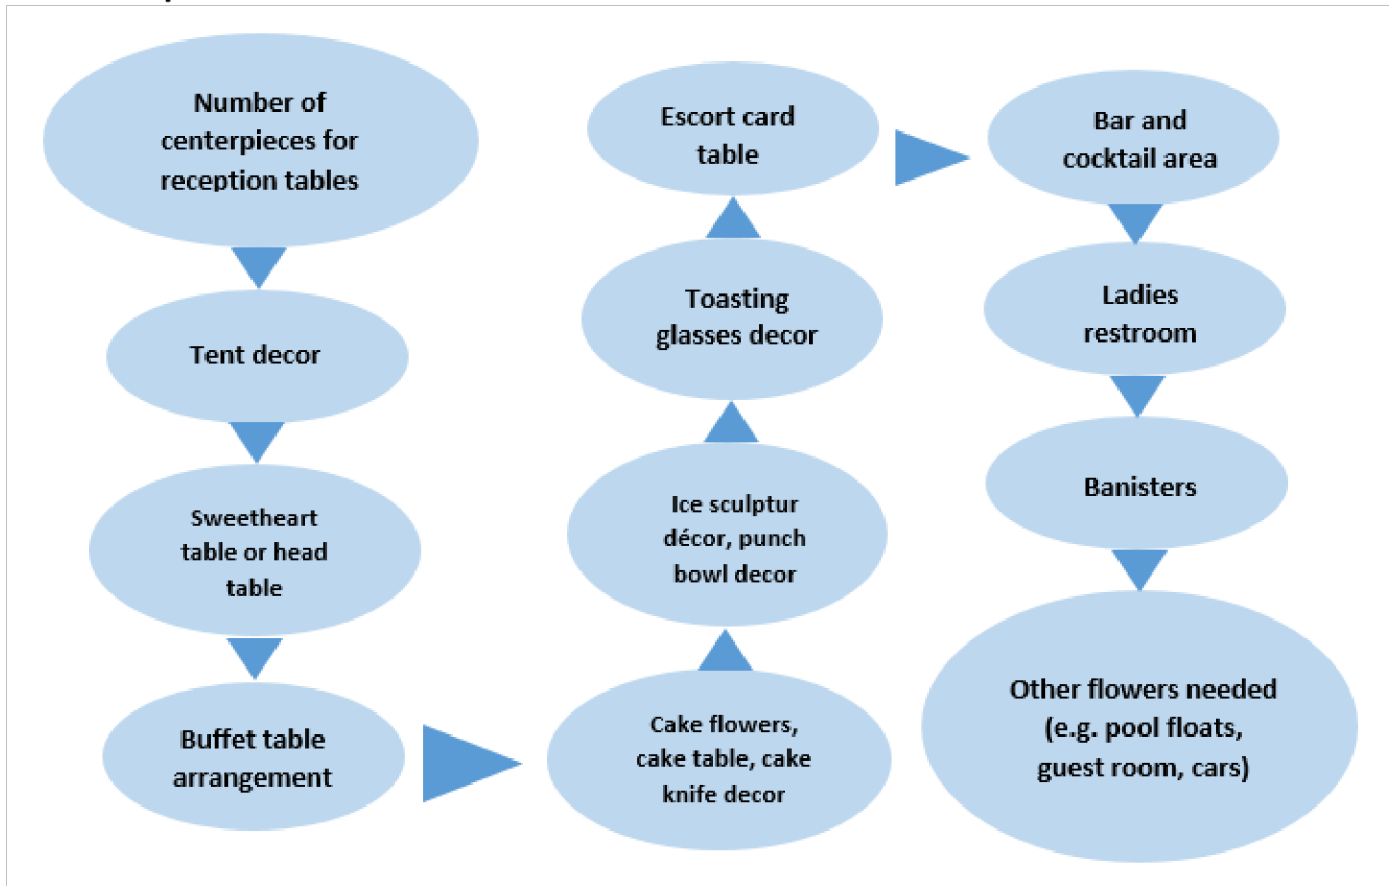 Number of
centerpieces for
reception tables
Tent decor
Sweetheart
table or head
table
Buffet table
arrangement
Cake flowers,
cake table, cake
knife decor
Ice sculptur
décor, punch
bowl decor
Toasting
glasses decor
Escort card
table
Bar and
cocktail area
Ladies
restroom
Banisters
Other flowers needed
(e.g. pool floats,
guest room, cars)